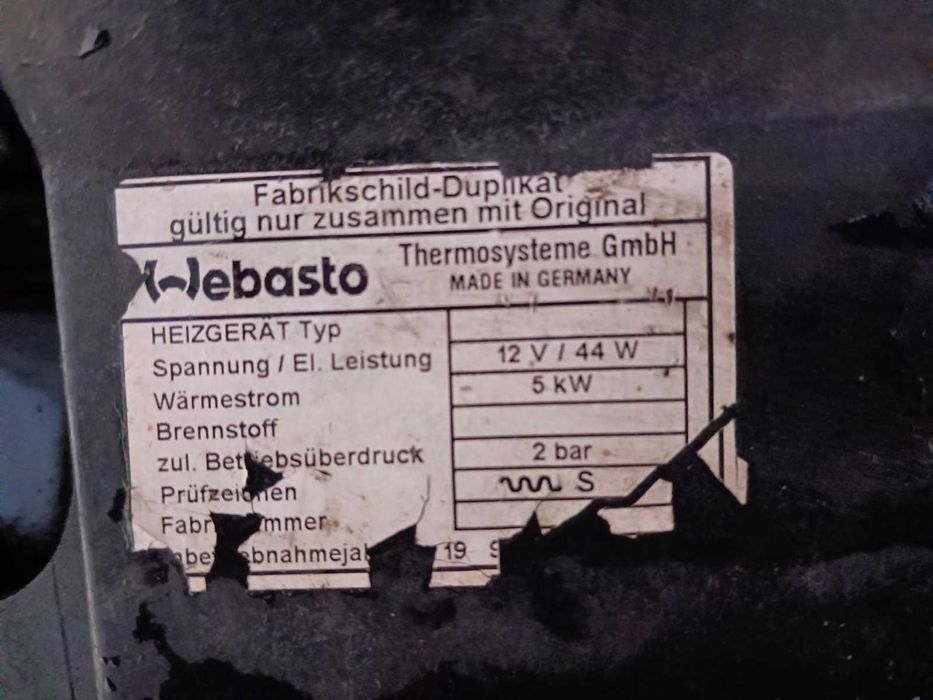 Fabrikschild-Duplikat
gültig nur zusammen mit Original
Webasto Thermosysteme GmbH
MADE IN GERMANY
HEIZGERÄT Typ
Spannung / El. Leistung 12 V / 44 W
Wärmestrom 5 kW
Brennstoff
zul. Betriebsüberdruck 2 bar
Prüfzeichen S
19